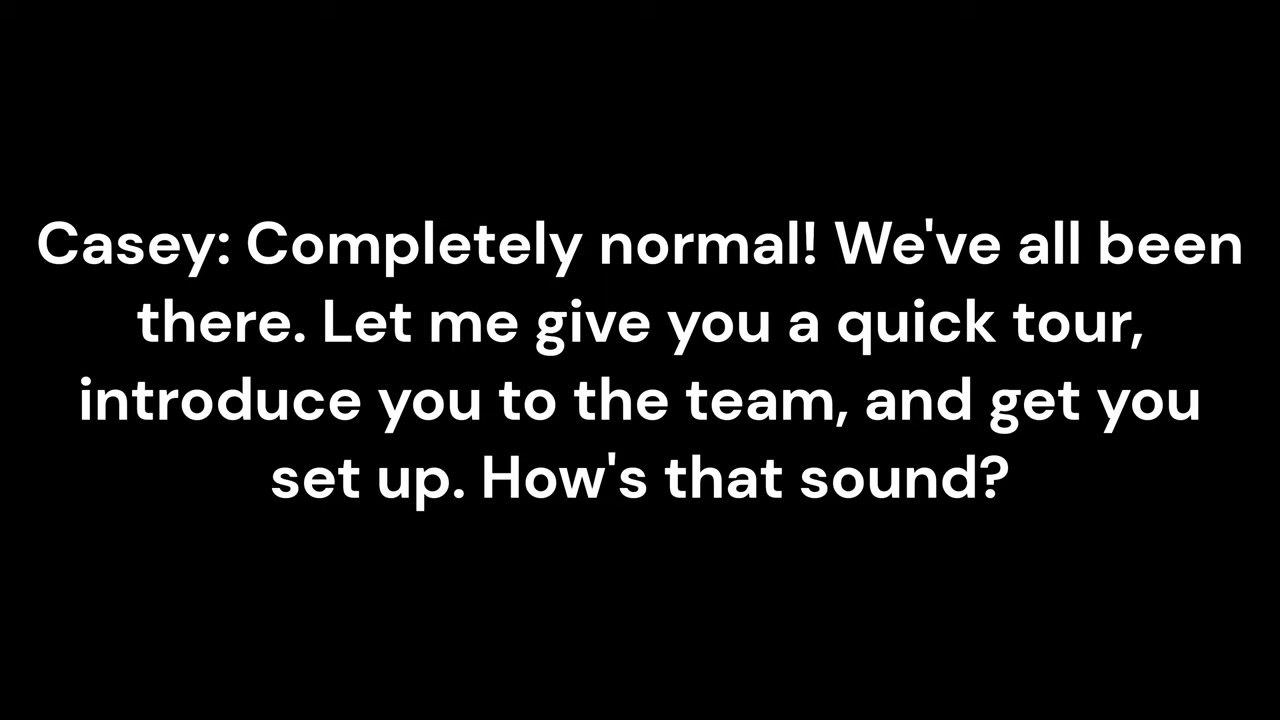 Casey: Completely normal! We've all been
there. Let me give you a quick tour,
introduce you to the team, and get you
set up. How's that sound?